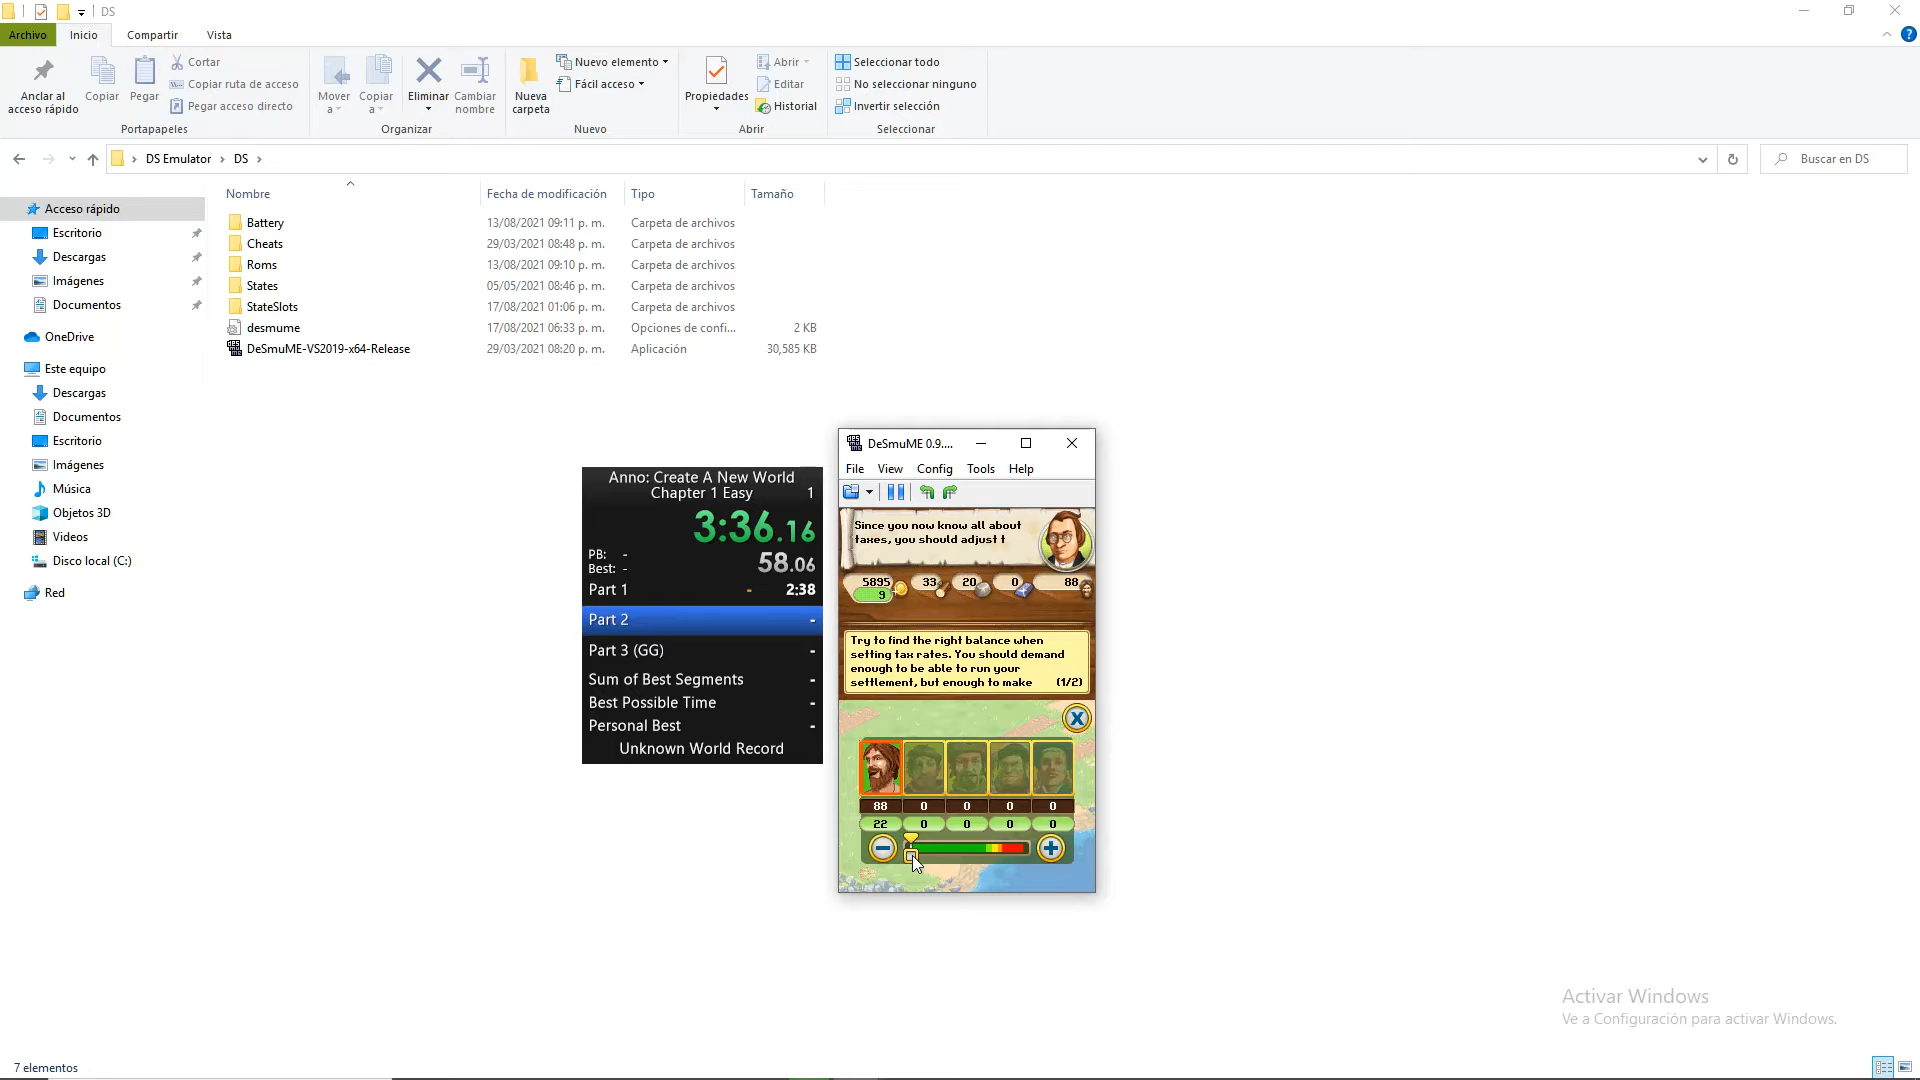 DS
Archivo
Inicio
Compartir
Vista
Anclar al
acceso rápido
Copiar
Pegar
Cortar
Copiar ruta de acceso
Pegar acceso directo
Portapapeles
Mover
a
Copiar
a
Eliminar
Cambiar
nombre
Organizar
Nueva
carpeta
Nuevo elemento
Fácil acceso
Nuevo
Propiedades
Abrir
Editar
Historial
Abrir
Seleccionar todo
No seleccionar ninguno
Invertir selección
Seleccionar
DS Emulator DS
Buscar en DS
Nombre Fecha de modificación Tipo Tamaño
Battery 13/08/2021 09:11 p. m. Carpeta de archivos
Cheats 29/03/2021 08:48 p. m. Carpeta de archivos
Roms 13/08/2021 09:10 p. m. Carpeta de archivos
States 05/05/2021 08:46 p. m. Carpeta de archivos
StateSlots 17/08/2021 01:06 p. m. Carpeta de archivos
desmume 17/08/2021 06:33 p. m. Opciones de confi... 2 KB
DeSmuME-VS2019-x64-Release 29/03/2021 08:20 p. m. Aplicación 30,585 KB
Acceso rápido
Escritorio
Descargas
Imágenes
Documentos
OneDrive
Este equipo
Descargas
Documentos
Escritorio
Imágenes
Música
Objetos 3D
Videos
Disco local (C:)
Red
Anno: Create A New World
Chapter 1 Easy 1
3:36.16
PB: -
Best: -
58.06
Part 1 - 2:38
Part 2 -
Part 3 (GG) -
Sum of Best Segments -
Best Possible Time -
Personal Best -
Unknown World Record
DeSmuME 0.9....
File View Config Tools Help
Since you now know all about
taxes, you should adjust t
5895 33 20 0 88
9
Try to find the right balance when
setting tax rates. You should demand
enough to be able to run your
settlement, but enough to make (1/2)
X
88 0 0 0 0
22 0 0 0 0
Activar Windows
Ve a Configuración para activar Windows.
7 elementos